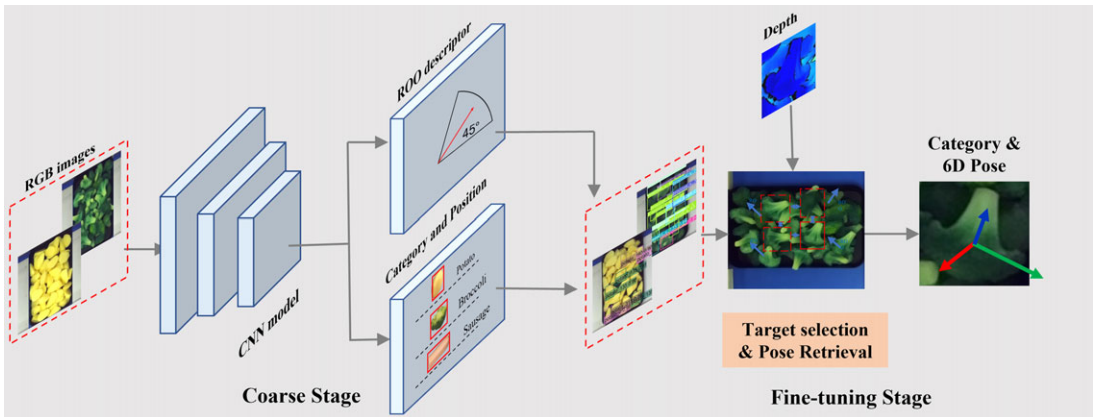 RGB images
CNN model
ROO descriptor
45°
Category and Position
Potato
Broccoli
Sausage
Coarse Stage
Depth
Target selection
& Pose Retrieval
Category &
6D Pose
Fine-tuning Stage